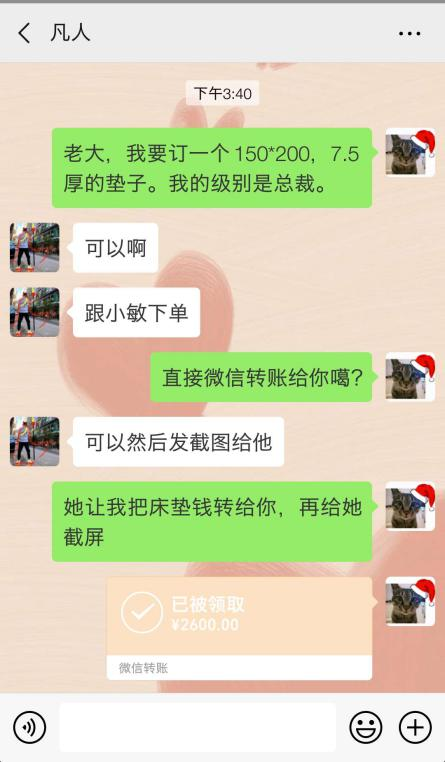 凡人
下午3:40
老大，我要订一个150*200，7.5
厚的垫子。我的级别是总裁。
可以啊
跟小敏下单
直接微信转账给你噶？
可以然后发截图给他
她让我把床垫钱转给你，再给她
截屏
已被领取
¥2600.00
微信转账